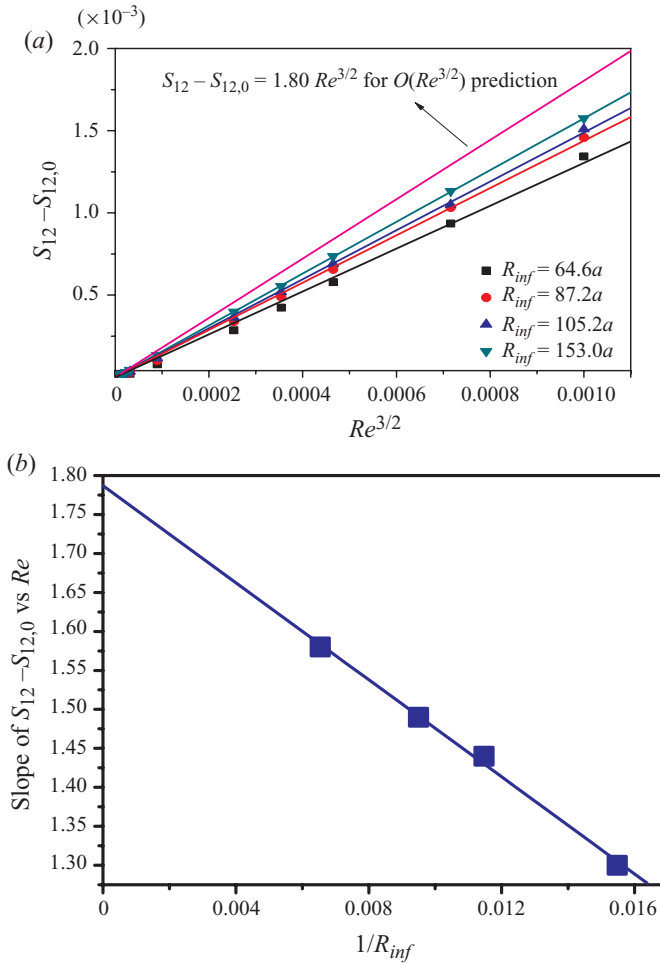 (×10⁻³)
(a)
2.0
S₁₂ – S₁₂,₀ = 1.80 Re³ᐟ² for O(Re³ᐟ²) prediction
1.5
1.0
0.5
S₁₂ – S₁₂,₀
R_inf = 64.6a
R_inf = 87.2a
R_inf = 105.2a
R_inf = 153.0a
0 0.0002 0.0004 0.0006 0.0008 0.0010
Re³ᐟ²
(b)
1.80
1.75
1.70
1.65
1.60
1.55
1.50
1.45
1.40
1.35
1.30
Slope of S₁₂ – S₁₂,₀ vs Re
0 0.004 0.008 0.012 0.016
1/R_inf